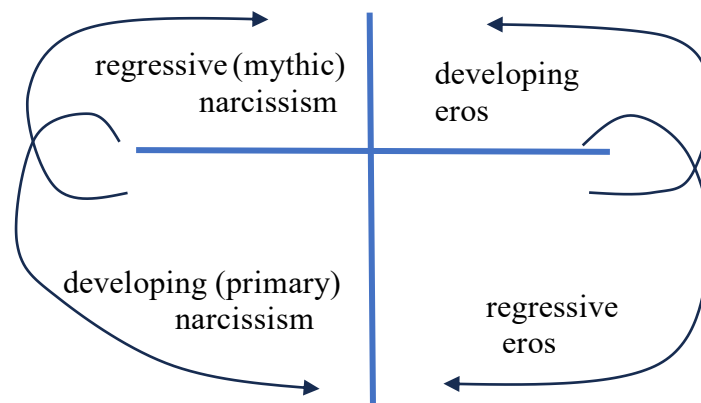 regressive (mythic)
narcissism
developing
eros
developing (primary)
narcissism
regressive
eros